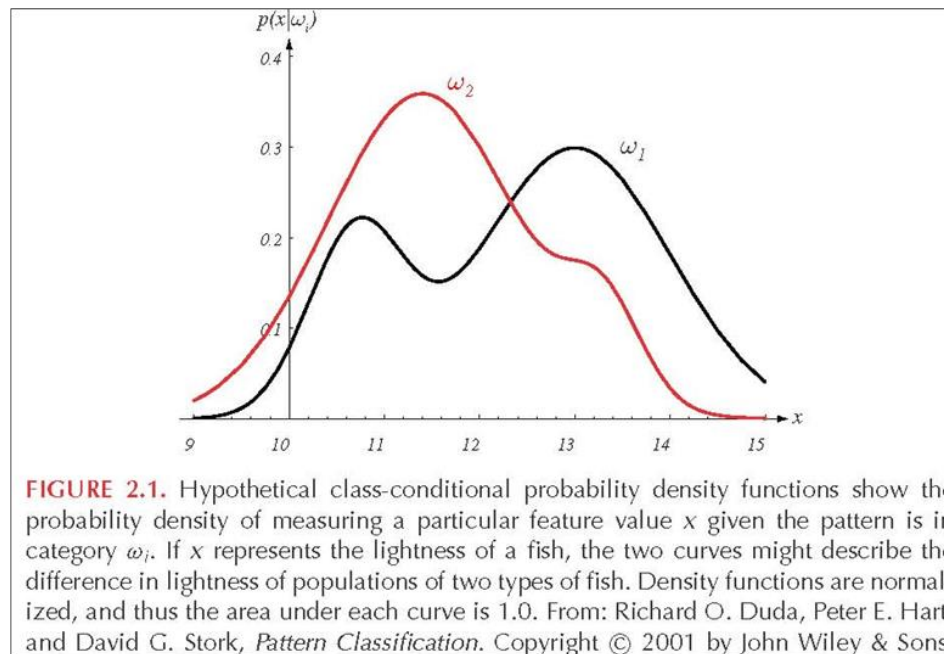 p(x|ωᵢ)
0.4
ω₂
0.3
ω₁
0.2
0.1
x
9 10 11 12 13 14 15
FIGURE 2.1. Hypothetical class-conditional probability density functions show the
probability density of measuring a particular feature value x given the pattern is in
category ωᵢ. If x represents the lightness of a fish, the two curves might describe the
difference in lightness of populations of two types of fish. Density functions are normal-
ized, and thus the area under each curve is 1.0. From: Richard O. Duda, Peter E. Hart
and David G. Stork, Pattern Classification. Copyright © 2001 by John Wiley & Sons